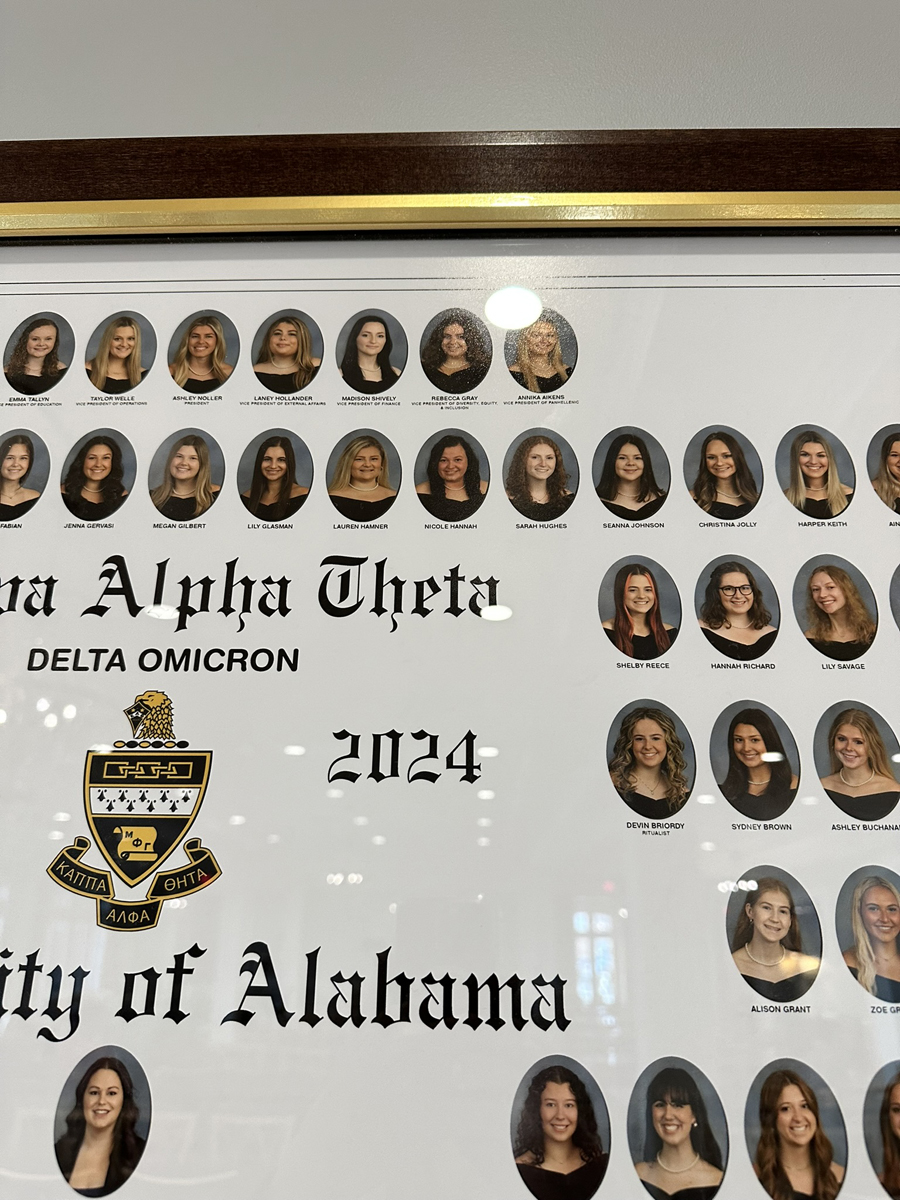 EMMA TALLYN TAYLOR WELLE ASHLEY NOLLER LANEY HOLLANDER MADISON SHIVELY REBECCA GRAY ANNIKA AIKENS
PRESIDENT OF EDUCATION VICE PRESIDENT OF OPERATIONS PRESIDENT VICE PRESIDENT OF EXTERNAL AFFAIRS VICE PRESIDENT OF FINANCE VICE PRESIDENT OF DIVERSITY, EQUITY, VICE PRESIDENT OF PANHELLENIC
& INCLUSION
FABIAN JENNA GERVASI MEGAN GILBERT LILY GLASMAN LAUREN HAMNER NICOLE HANNAH SARAH HUGHES SEANNA JOHNSON CHRISTINA JOLLY HARPER KEITH AIN
pa Alpha Theta
DELTA OMICRON
SHELBY REECE HANNAH RICHARD LILY SAVAGE
2024
ΜΦΓ
ΚΑΠΠΑ ΑΛΦΑ ΘΗΤΑ
DEVIN BRIORDY SYDNEY BROWN ASHLEY BUCHANA
RITUALIST
ity of Alabama
ALISON GRANT ZOE GR